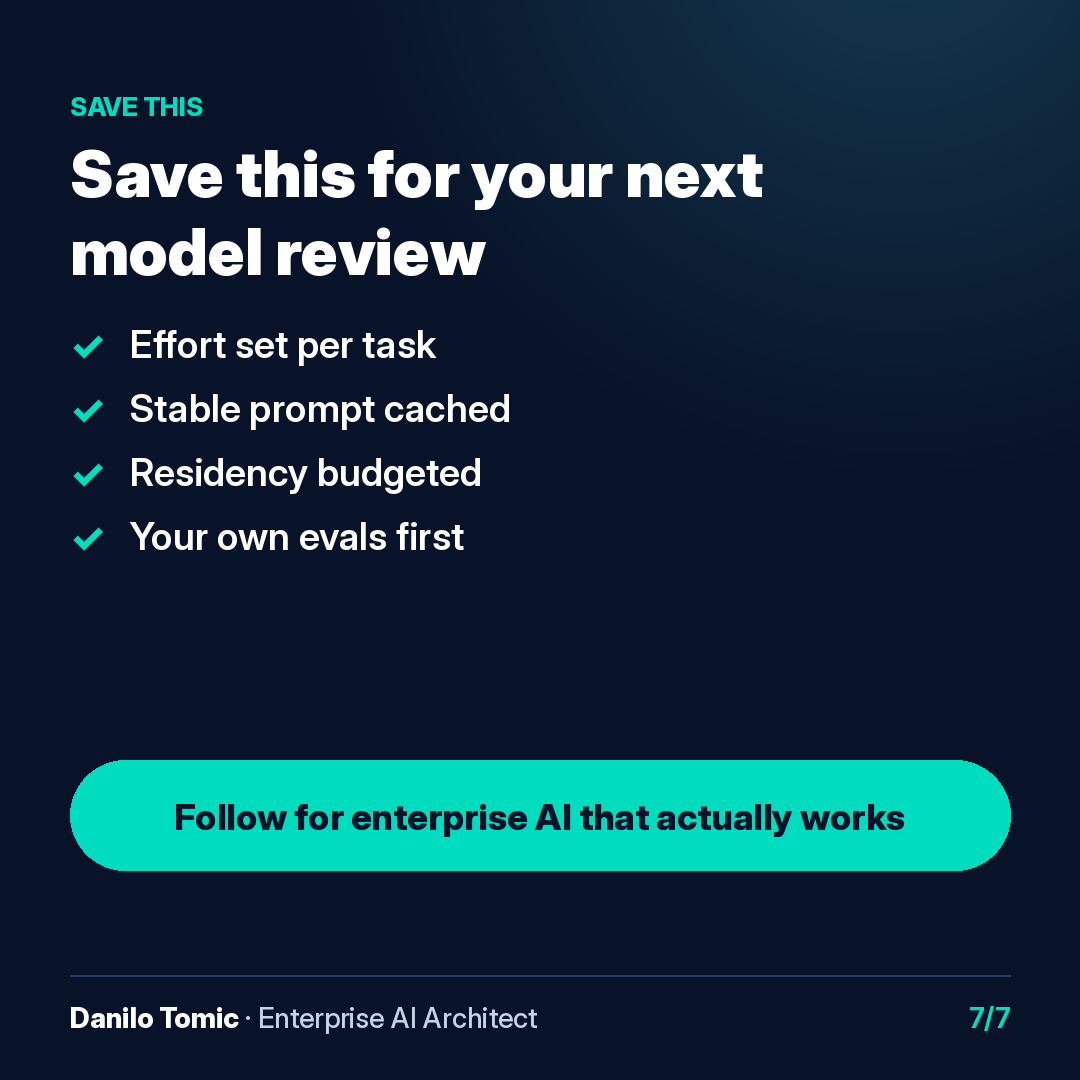 SAVE THIS
Save this for your next
model review
✓ Effort set per task
✓ Stable prompt cached
✓ Residency budgeted
✓ Your own evals first
Follow for enterprise AI that actually works
Danilo Tomic · Enterprise AI Architect
7/7